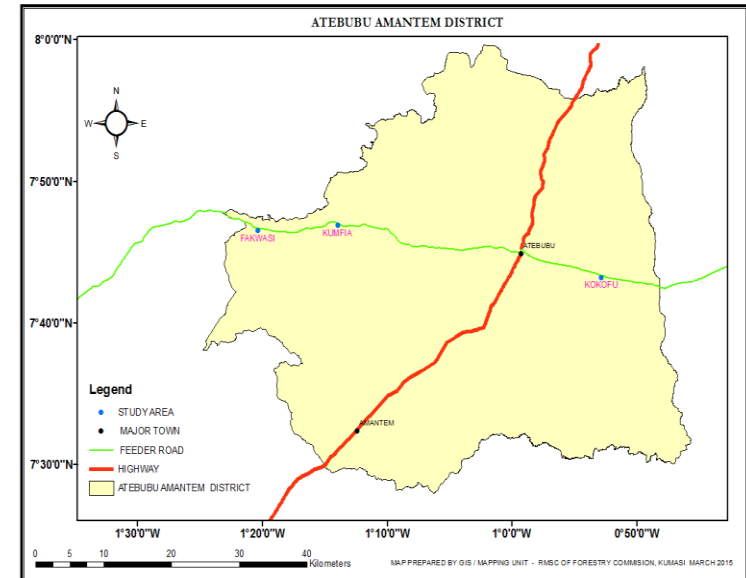 ATEBUBU AMANTEM DISTRICT
8°0'0"N
N
W E
S
7°50'0"N
FAKWASI
KUMFIA
ATEBUBU
KOKOFU
7°40'0"N
Legend
STUDY AREA
MAJOR TOWN
FEEDER ROAD
HIGHWAY
ATEBUBU AMANTEM DISTRICT
AMANTEM
7°30'0"N
1°30'0"W 1°20'0"W 1°10'0"W 1°0'0"W 0°50'0"W
0 5 10 20 30 40
Kilometers
MAP PREPARED BY GIS / MAPPING UNIT - RMSC OF FORESTRY COMMISION, KUMASI MARCH 2015